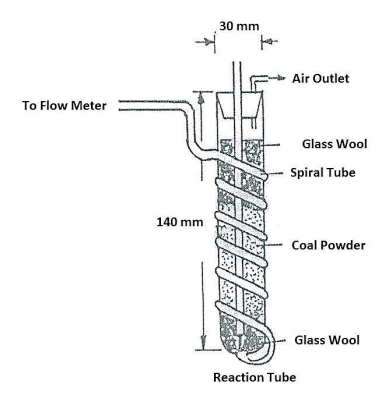 30 mm
Air Outlet
To Flow Meter
Glass Wool
Spiral Tube
140 mm
Coal Powder
Glass Wool
Reaction Tube